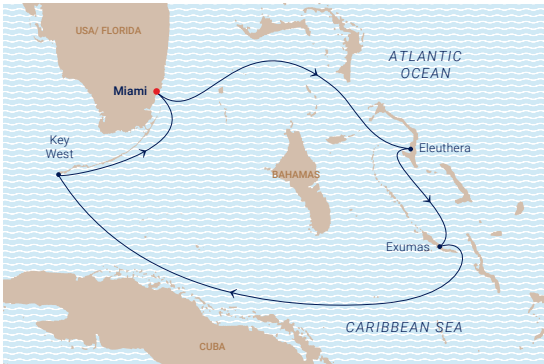 USA/ FLORIDA
ATLANTIC
OCEAN
Miami
Key
West
Eleuthera
BAHAMAS
Exumas
CARIBBEAN SEA
CUBA